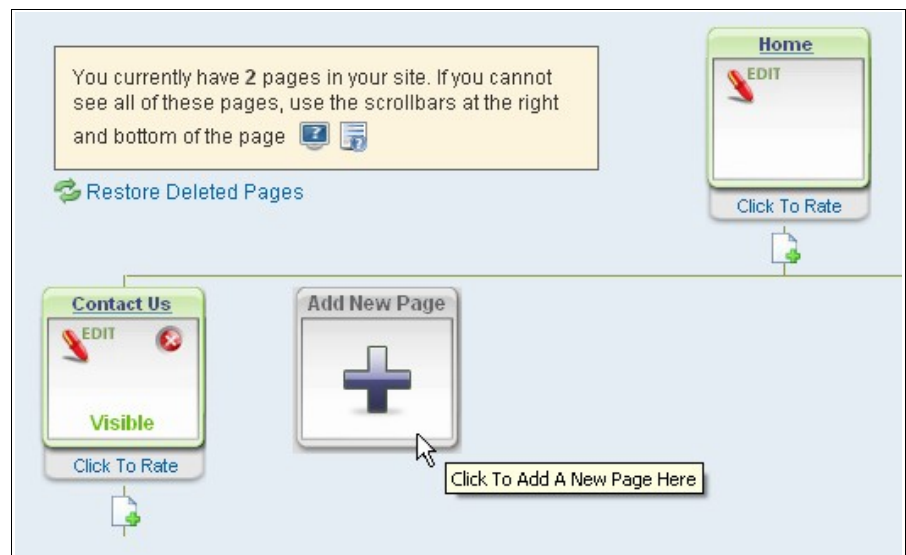 You currently have 2 pages in your site. If you cannot
see all of these pages, use the scrollbars at the right
and bottom of the page
Restore Deleted Pages
Home
EDIT
Click To Rate
Contact Us
EDIT
Visible
Click To Rate
Add New Page
Click To Add A New Page Here